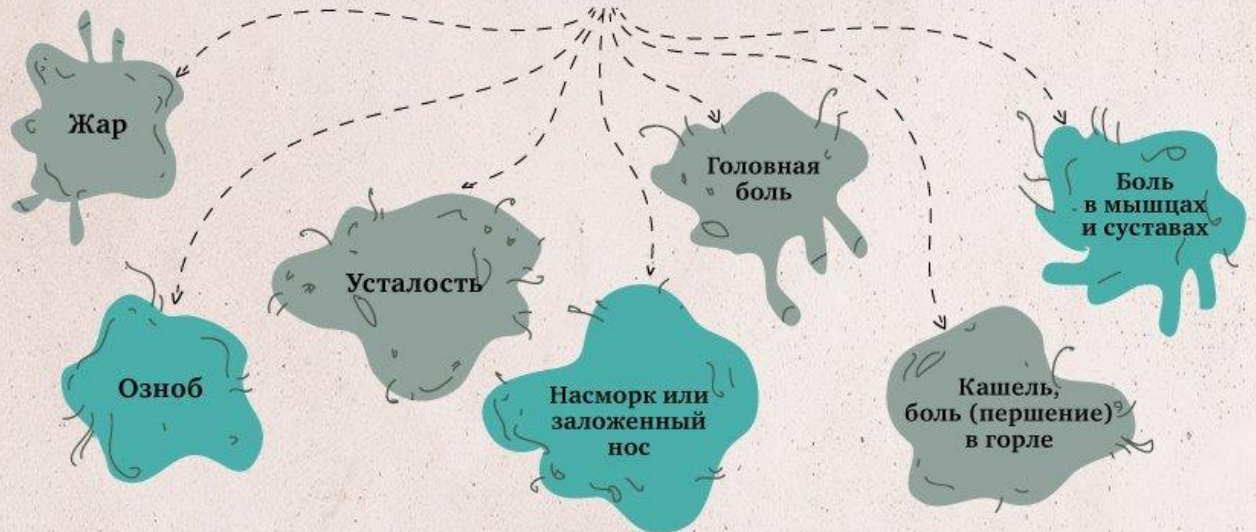 Жар
Головная
боль
Боль
в мышцах
и суставах
Усталость
Озноб
Насморк или
заложенный
нос
Кашель,
боль (першение)
в горле